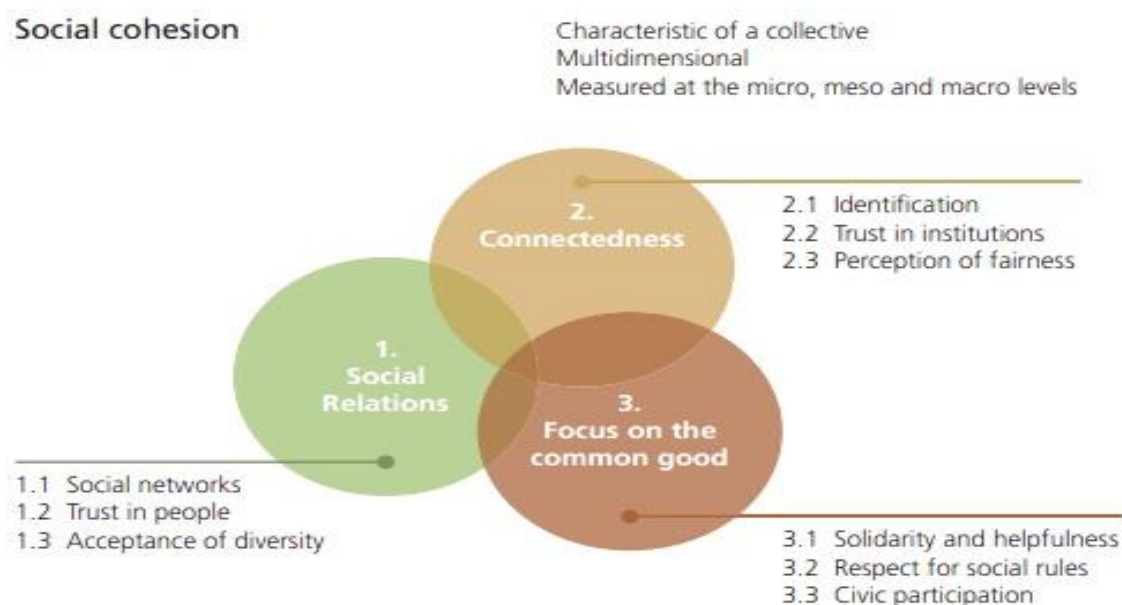 Social cohesion
Characteristic of a collective
Multidimensional
Measured at the micro, meso and macro levels
2.
Connectedness
2.1 Identification
2.2 Trust in institutions
2.3 Perception of fairness
1.
Social
Relations
3.
Focus on the
common good
1.1 Social networks
1.2 Trust in people
1.3 Acceptance of diversity
3.1 Solidarity and helpfulness
3.2 Respect for social rules
3.3 Civic participation